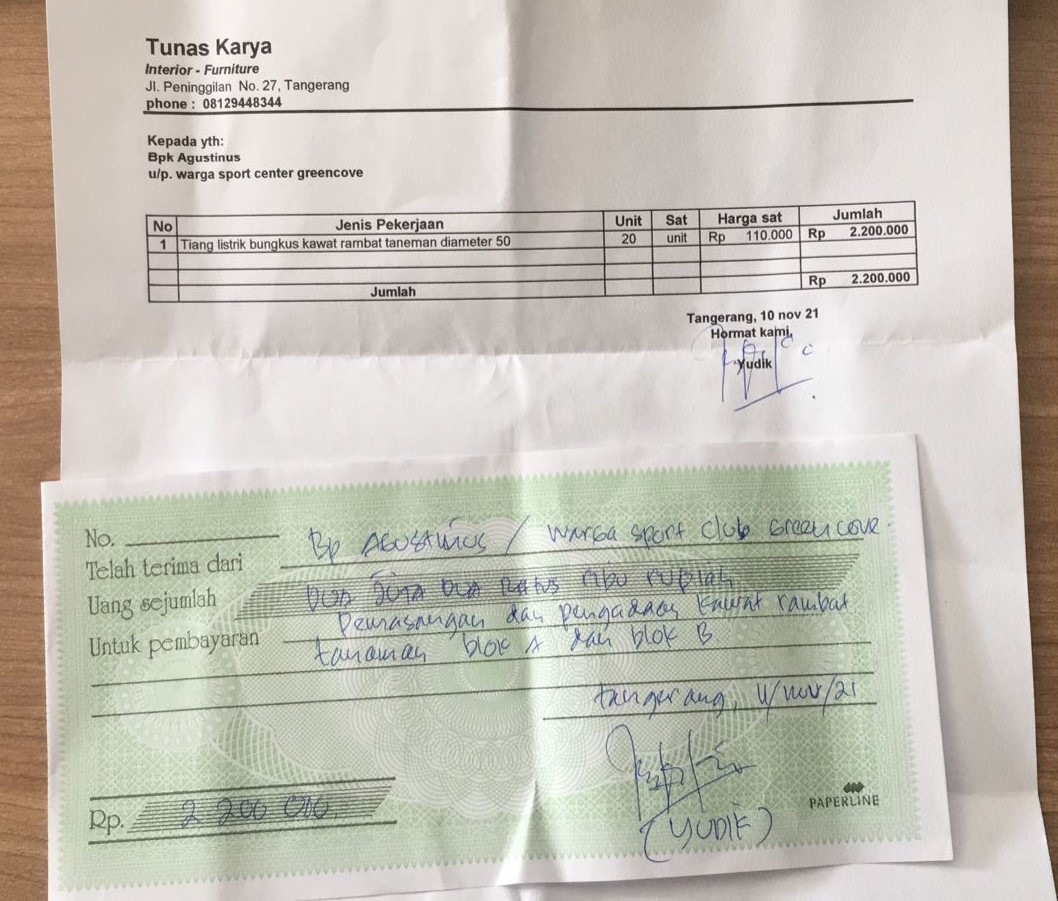 Tunas Karya
Interior - Furniture
Jl. Peninggilan No. 27, Tangerang
phone : 08129448344
Kepada yth:
Bpk Agustinus
u/p. warga sport center greencove
No Jenis Pekerjaan Unit Sat Harga sat Jumlah
1 Tiang listrik bungkus kawat rambat taneman diameter 50 20 unit Rp 110.000 Rp 2.200.000
Jumlah Rp 2.200.000
Tangerang, 10 nov 21
Hormat kami,
Yudik
No.
Telah terima dari Bp Agustinus / warga sport club Greencove
Uang sejumlah Dua Juta Dua Ratus ribu rupiah
Untuk pembayaran Pemasangan dan pengadaan kawat rambat
tanaman blok A dan blok B
tangerang, 11/nov/21
Rp. 2 200 000
(YUDIK)
PAPERLINE